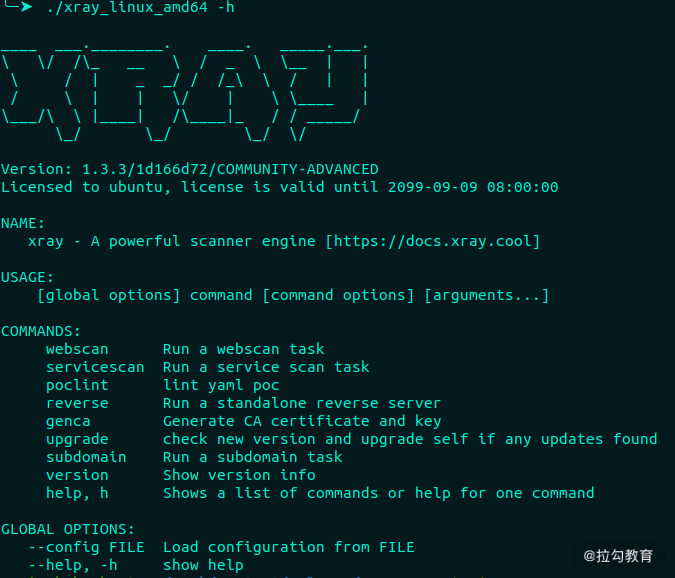 ./xray_linux_amd64 -h
Version: 1.3.3/1d166d72/COMMUNITY-ADVANCED
Licensed to ubuntu, license is valid until 2099-09-09 08:00:00
NAME:
xray - A powerful scanner engine [https://docs.xray.cool]
USAGE:
[global options] command [command options] [arguments...]
COMMANDS:
webscan Run a webscan task
servicescan Run a service scan task
poclint lint yaml poc
reverse Run a standalone reverse server
genca Generate CA certificate and key
upgrade check new version and upgrade self if any updates found
subdomain Run a subdomain task
version Show version info
help, h Shows a list of commands or help for one command
GLOBAL OPTIONS:
--config FILE Load configuration from FILE
--help, -h show help
@拉勾教育